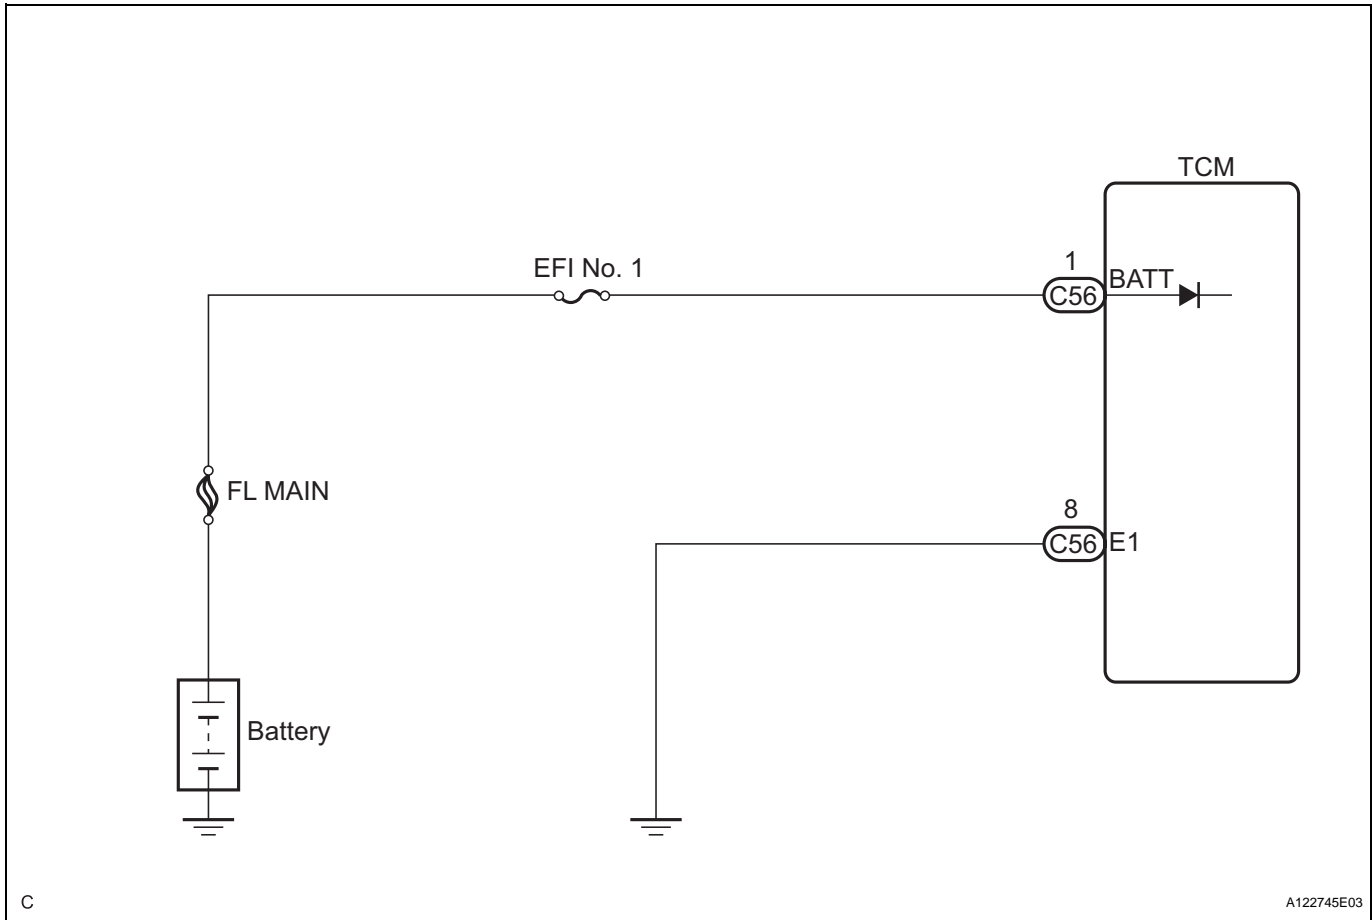 TCM
EFI No. 1
1
C56
BATT
FL MAIN
8
C56
E1
Battery
C
A122745E03